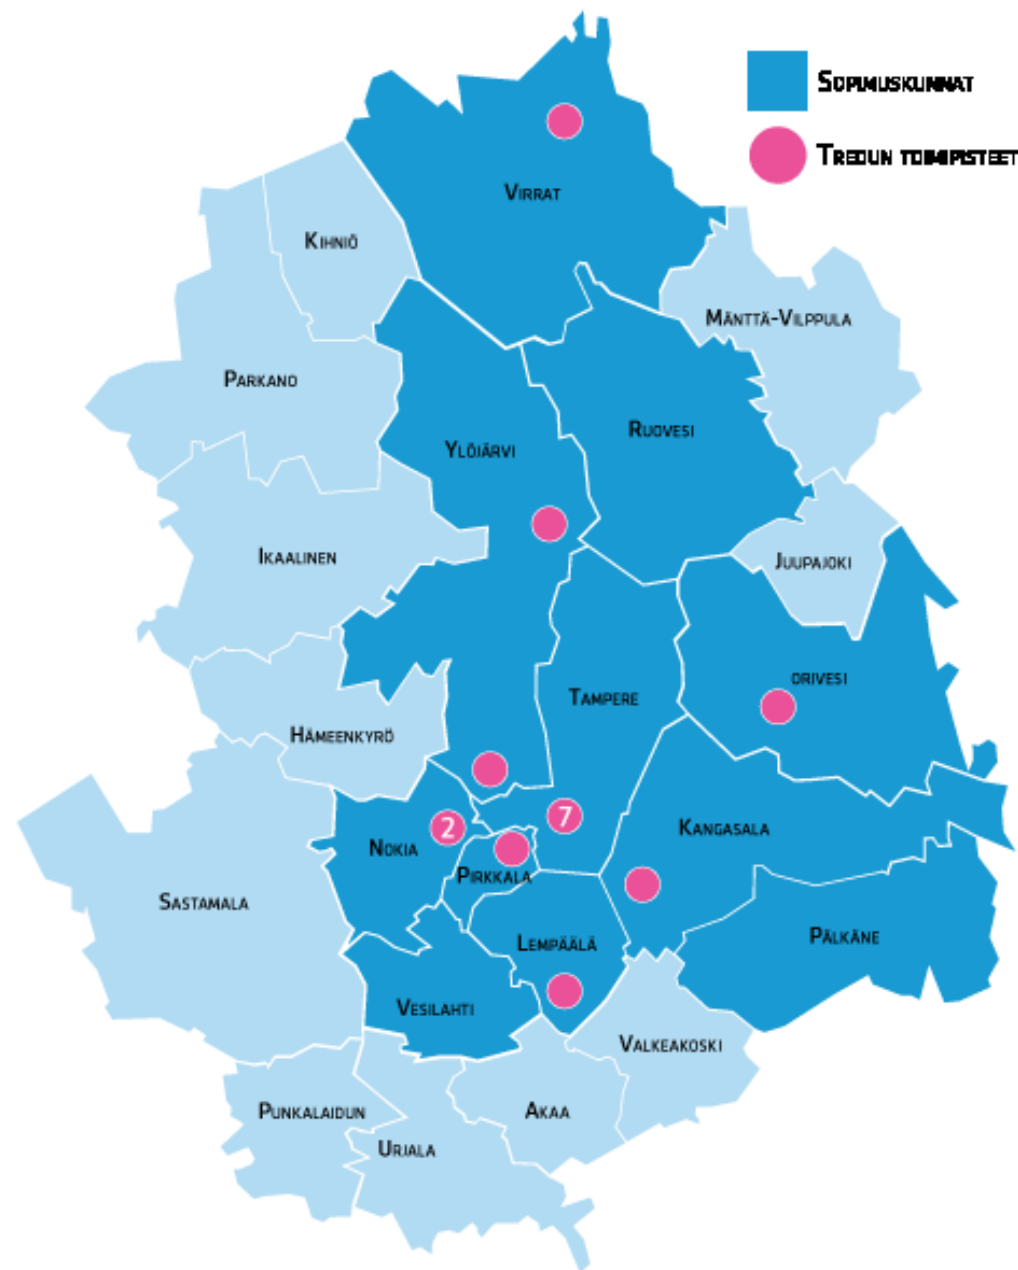 SOPIMUSKUNNAT
TREDUN TOIMIPISTEET
VIRRAT
KIHNIÖ
MÄNTTÄ-VILPPULA
PARKANO
RUOVESI
YLÖJÄRVI
IKAALINEN
JUUPAJOKI
ORIVESI
TAMPERE
HÄMEENKYRÖ
7
2
KANGASALA
NOKIA
PIRKKALA
SASTAMALA
PÄLKÄNE
LEMPÄÄLÄ
VESILAHTI
VALKEAKOSKI
PUNKALAIDUN
AKAA
URJALA